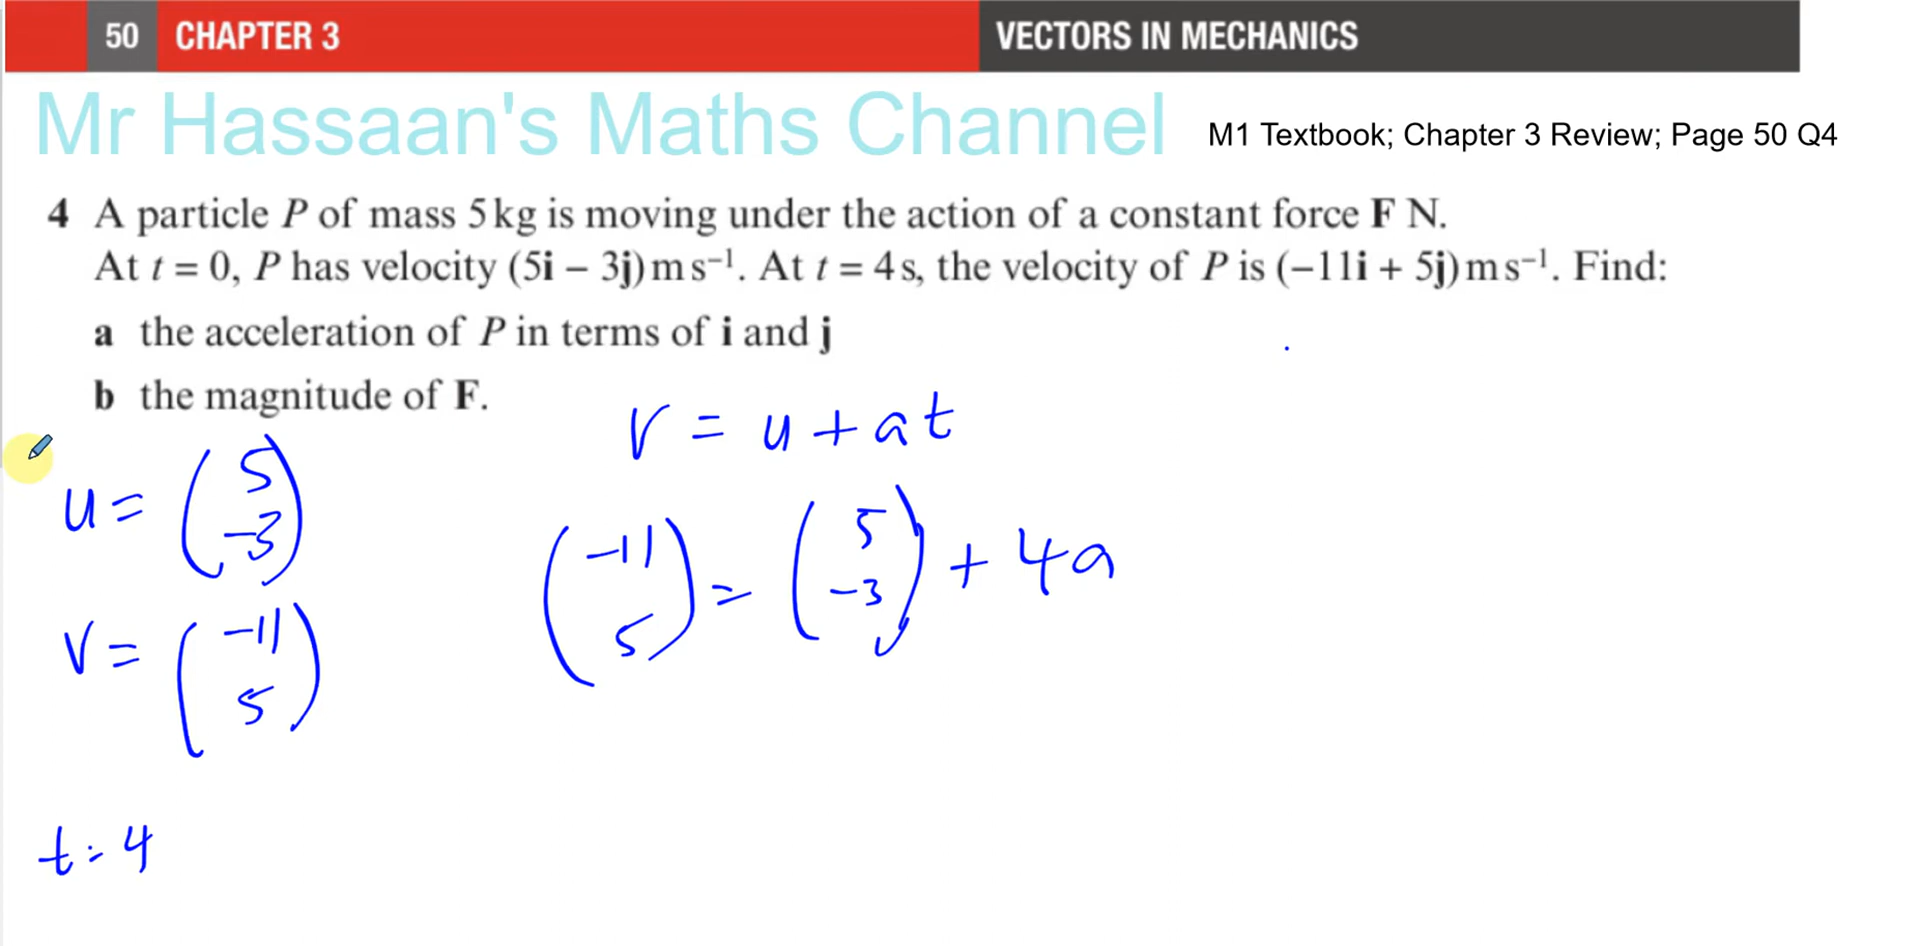 50 CHAPTER 3 VECTORS IN MECHANICS
Mr Hassaan's Maths Channel M1 Textbook; Chapter 3 Review; Page 50 Q4
4 A particle P of mass 5 kg is moving under the action of a constant force F N.
At t = 0, P has velocity (5i − 3j) m s⁻¹. At t = 4 s, the velocity of P is (−11i + 5j) m s⁻¹. Find:
a the acceleration of P in terms of i and j
b the magnitude of F.
v = u + at
u = (5
-3)
(-11
5) = (5
-3) + 4a
v = (-11
5)
t = 4